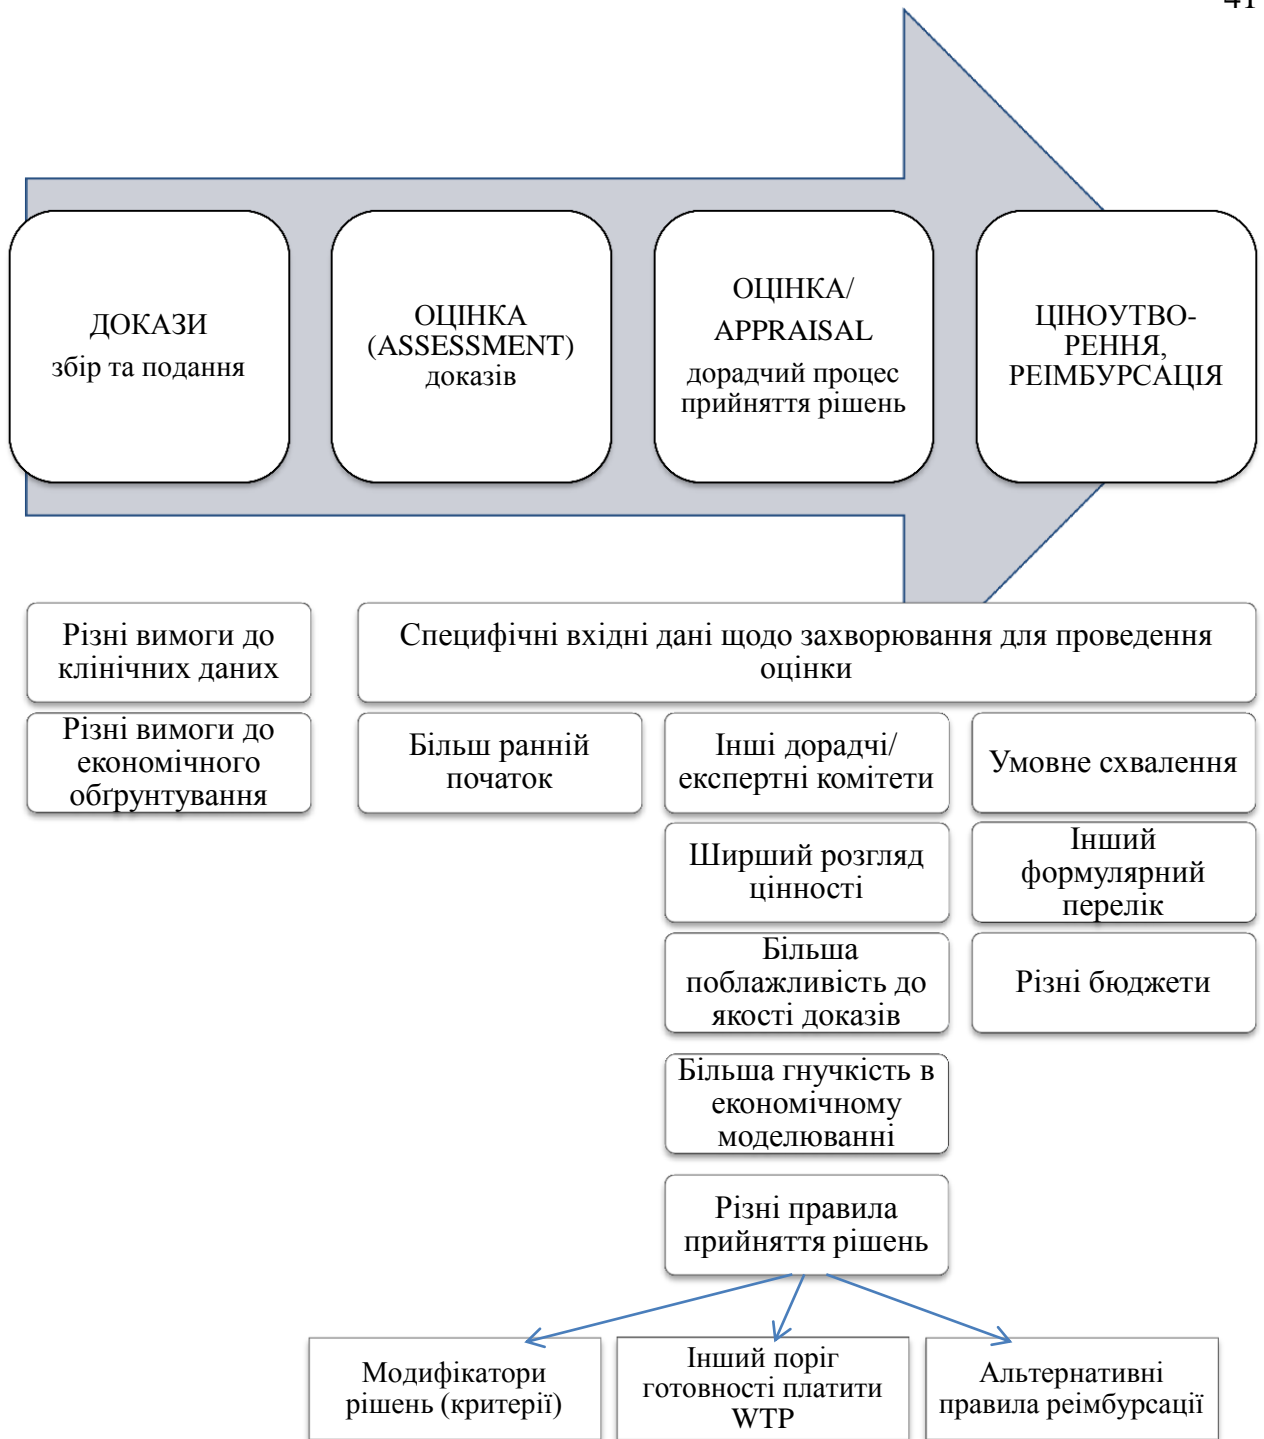 41
ДОКАЗИ
збір та подання
ОЦІНКА
(ASSESSMENT)
доказів
ОЦІНКА/
APPRAISAL
дорадчий процес
прийняття рішень
ЦІНОУТВО-
РЕННЯ,
РЕІМБУРСАЦІЯ
Різні вимоги до
клінічних даних
Специфічні вхідні дані щодо захворювання для проведення
оцінки
Різні вимоги до
економічного
обґрунтування
Більш ранній
початок
Інші дорадчі/
експертні комітети
Умовне схвалення
Ширший розгляд
цінності
Інший
формулярний
перелік
Більша
поблажливість до
якості доказів
Різні бюджети
Більша гнучкість в
економічному
моделюванні
Різні правила
прийняття рішень
Модифікатори
рішень (критерії)
Інший поріг
готовності платити
WTP
Альтернативні
правила реімбурсації